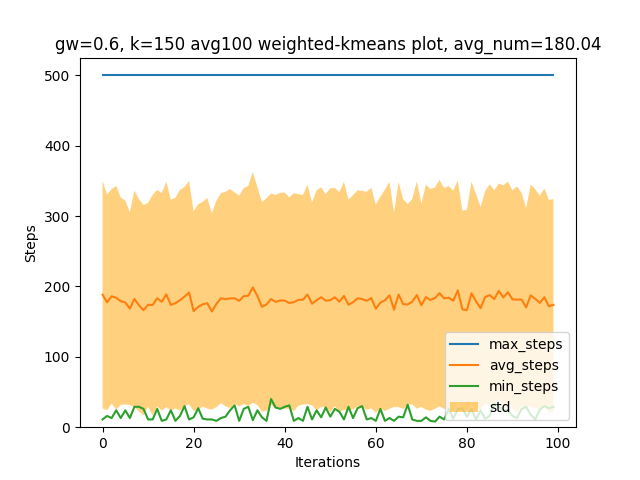 gw=0.6, k=150 avg100 weighted-kmeans plot, avg_num=180.04
500
400
300
200
100
0
Steps
0 20 40 60 80 100
Iterations
max_steps
avg_steps
min_steps
std